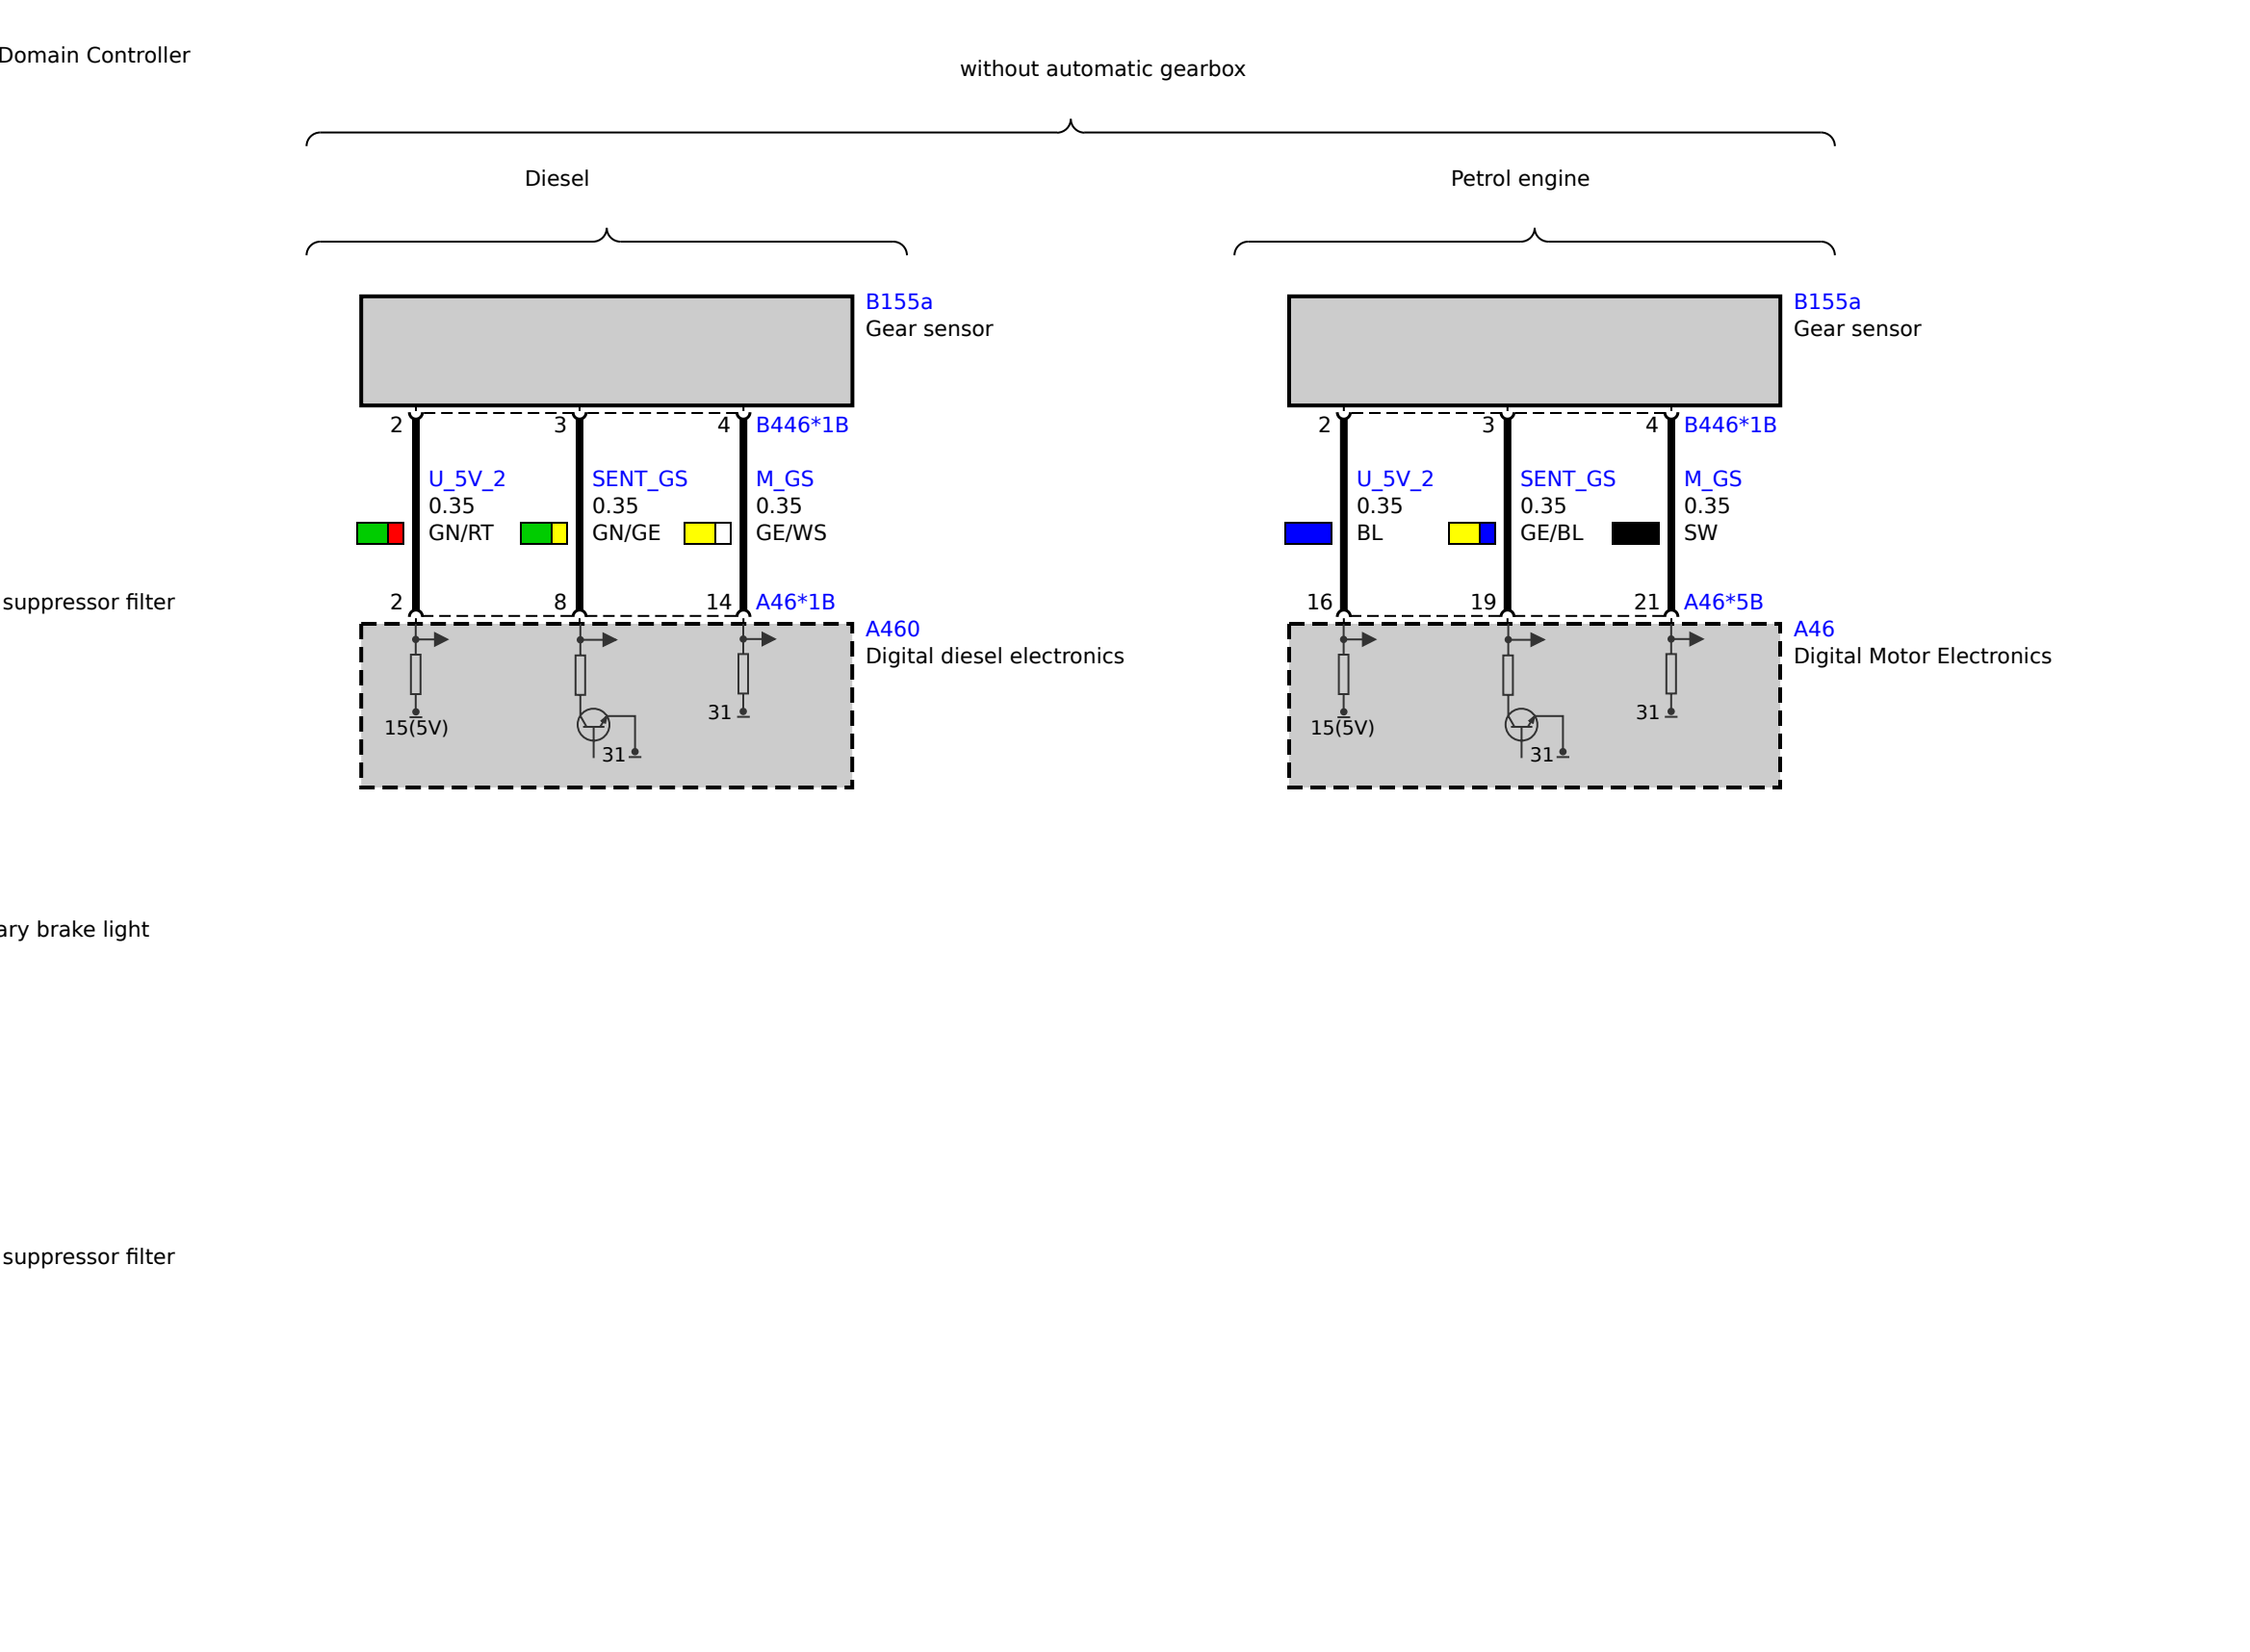 Domain Controller
without automatic gearbox
Diesel
Petrol engine
B155a
Gear sensor
B155a
Gear sensor
2 3 4 B446*1B
2 3 4 B446*1B
U_5V_2 SENT_GS M_GS
0.35 0.35 0.35
GN/RT GN/GE GE/WS
U_5V_2 SENT_GS M_GS
0.35 0.35 0.35
BL GE/BL SW
suppressor filter
2 8 14 A46*1B
16 19 21 A46*5B
A460
Digital diesel electronics
A46
Digital Motor Electronics
15(5V) 31 31
15(5V) 31 31
ary brake light
suppressor filter